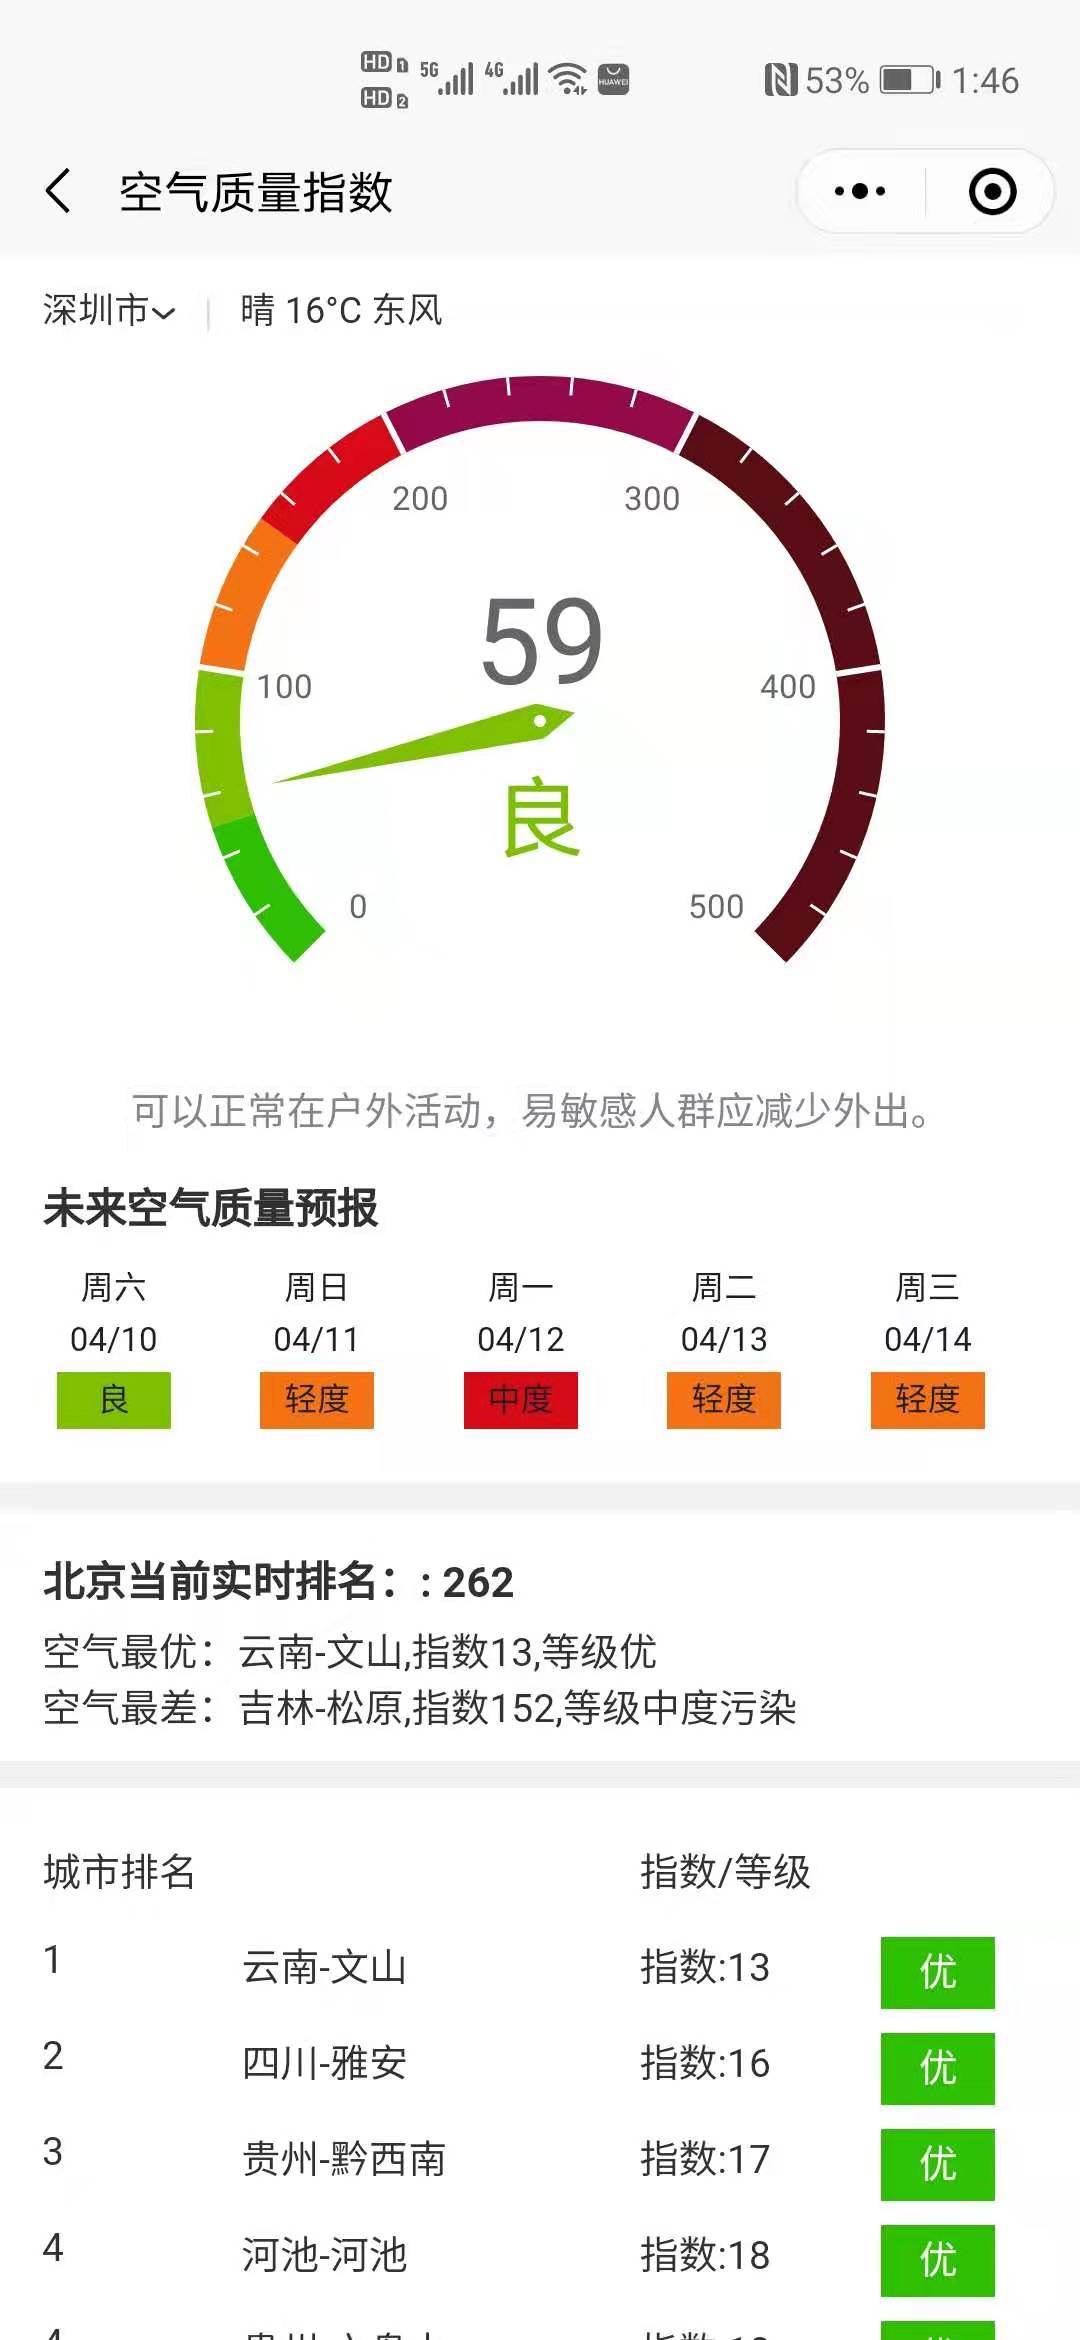 HD 1 5G 4G HUAWEI 53% 1:46
HD 2
空气质量指数
深圳市 晴 16°C 东风
200 300
59
100 400
良
0 500
可以正常在户外活动，易敏感人群应减少外出。
未来空气质量预报
周六 周日 周一 周二 周三
04/10 04/11 04/12 04/13 04/14
良 轻度 中度 轻度 轻度
北京当前实时排名：: 262
空气最优：云南-文山,指数13,等级优
空气最差：吉林-松原,指数152,等级中度污染
城市排名 指数/等级
1 云南-文山 指数:13 优
2 四川-雅安 指数:16 优
3 贵州-黔西南 指数:17 优
4 河池-河池 指数:18 优